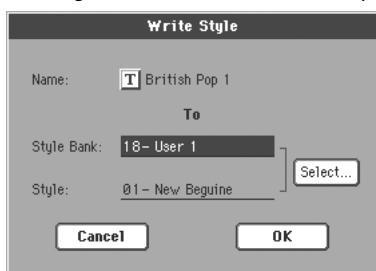 Write Style
Name: T British Pop 1
To
Style Bank: 18- User 1
Select...
Style: 01- New Beguine
Cancel OK